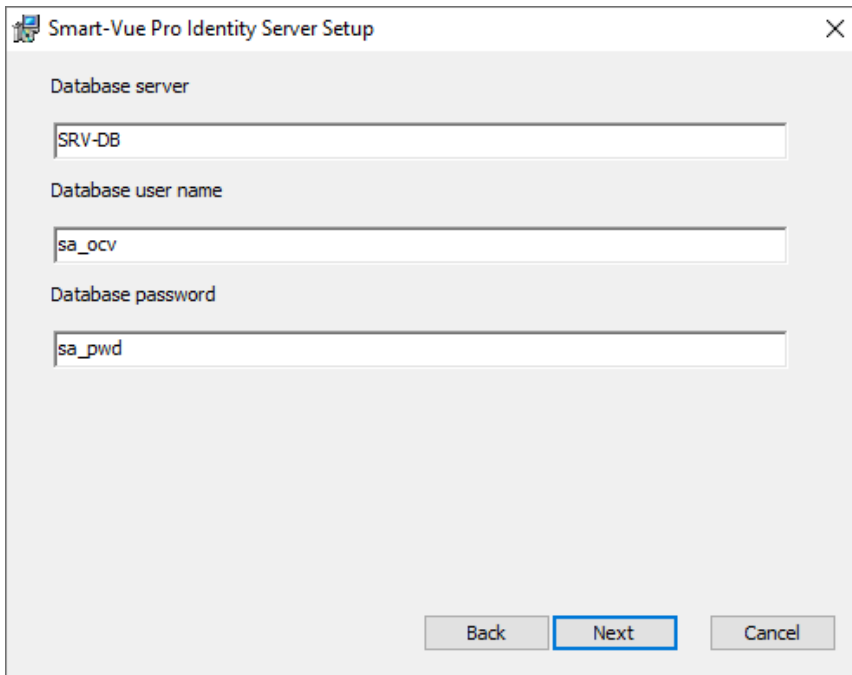 Smart-Vue Pro Identity Server Setup
Database server
SRV-DB
Database user name
sa_ocv
Database password
sa_pwd
Back Next Cancel